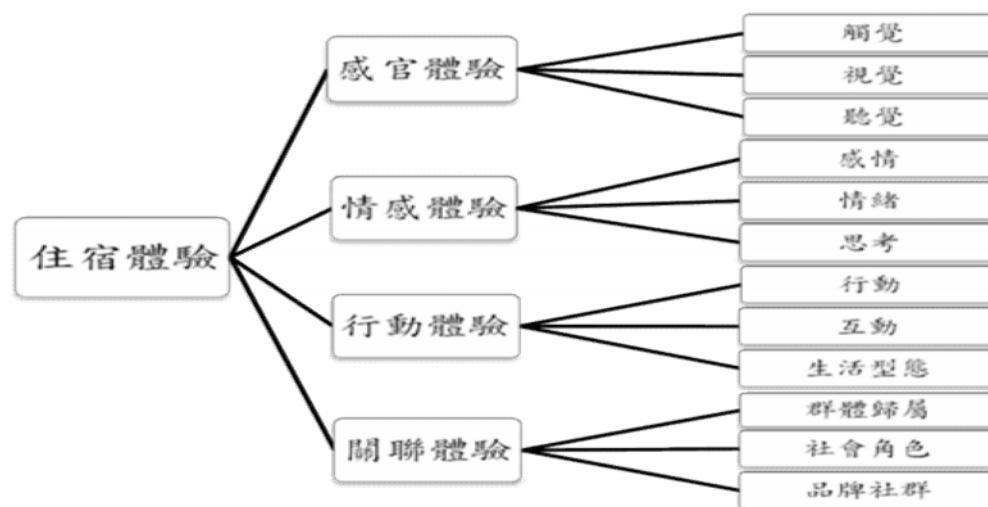 住宿體驗
感官體驗
觸覺
視覺
聽覺
情感體驗
感情
情緒
思考
行動體驗
行動
互動
生活型態
關聯體驗
群體歸屬
社會角色
品牌社群